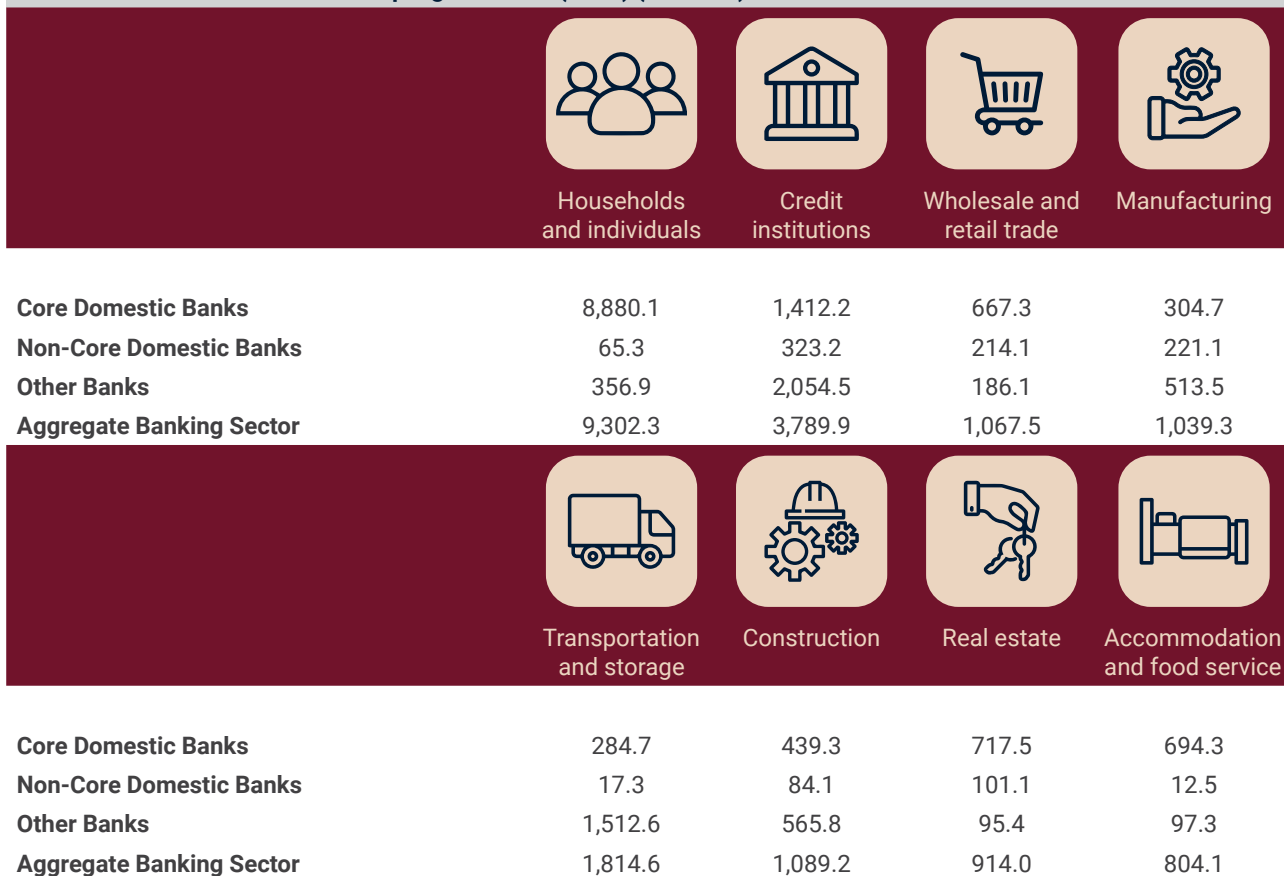 Households and individuals
Credit institutions
Wholesale and retail trade
Manufacturing
Core Domestic Banks 8,880.1 1,412.2 667.3 304.7
Non-Core Domestic Banks 65.3 323.2 214.1 221.1
Other Banks 356.9 2,054.5 186.1 513.5
Aggregate Banking Sector 9,302.3 3,789.9 1,067.5 1,039.3
Transportation and storage
Construction
Real estate
Accommodation and food service
Core Domestic Banks 284.7 439.3 717.5 694.3
Non-Core Domestic Banks 17.3 84.1 101.1 12.5
Other Banks 1,512.6 565.8 95.4 97.3
Aggregate Banking Sector 1,814.6 1,089.2 914.0 804.1